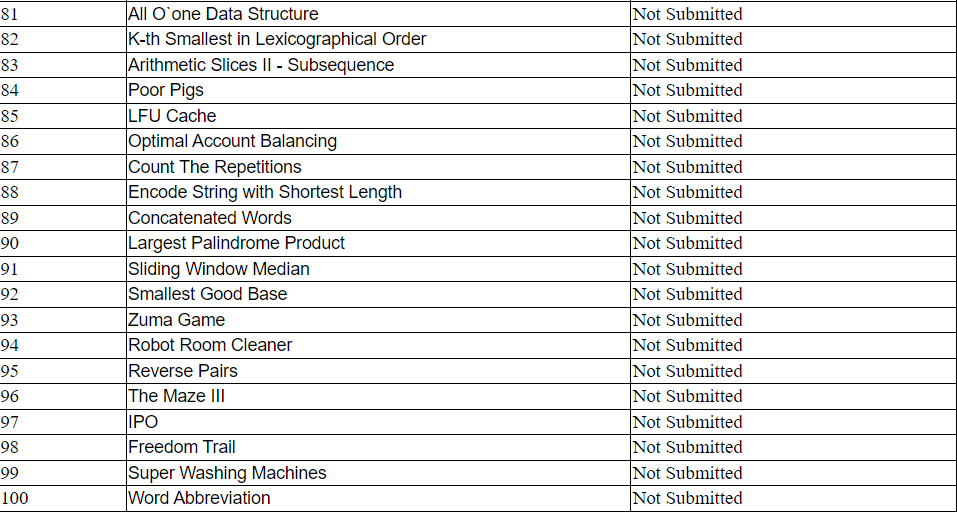 81 All O`one Data Structure Not Submitted
82 K-th Smallest in Lexicographical Order Not Submitted
83 Arithmetic Slices II - Subsequence Not Submitted
84 Poor Pigs Not Submitted
85 LFU Cache Not Submitted
86 Optimal Account Balancing Not Submitted
87 Count The Repetitions Not Submitted
88 Encode String with Shortest Length Not Submitted
89 Concatenated Words Not Submitted
90 Largest Palindrome Product Not Submitted
91 Sliding Window Median Not Submitted
92 Smallest Good Base Not Submitted
93 Zuma Game Not Submitted
94 Robot Room Cleaner Not Submitted
95 Reverse Pairs Not Submitted
96 The Maze III Not Submitted
97 IPO Not Submitted
98 Freedom Trail Not Submitted
99 Super Washing Machines Not Submitted
100 Word Abbreviation Not Submitted